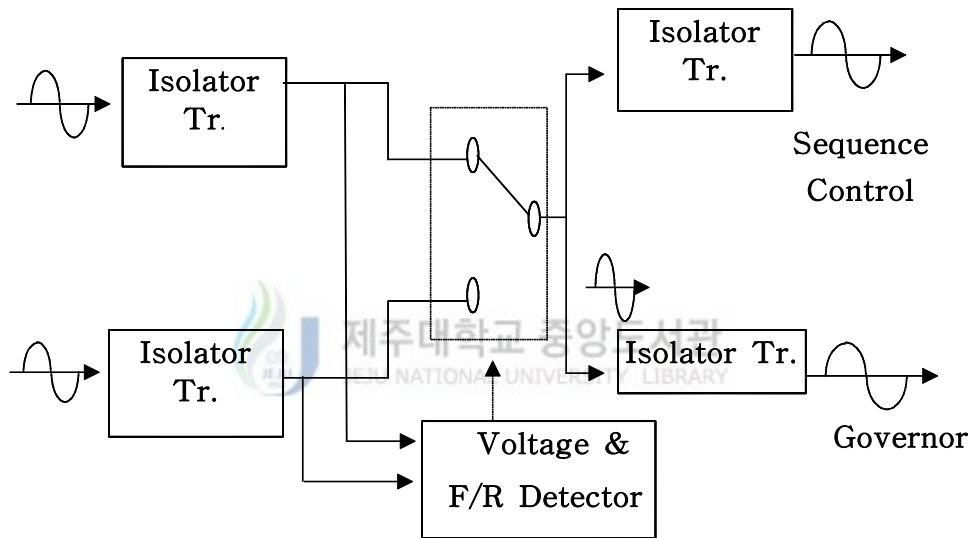 Isolator
Tr.
Isolator
Tr.
Sequence
Control
Isolator
Tr.
Isolator Tr.
Governor
Voltage &
F/R Detector
제주대학교 중앙도서관
JEJU NATIONAL UNIVERSITY LIBRARY